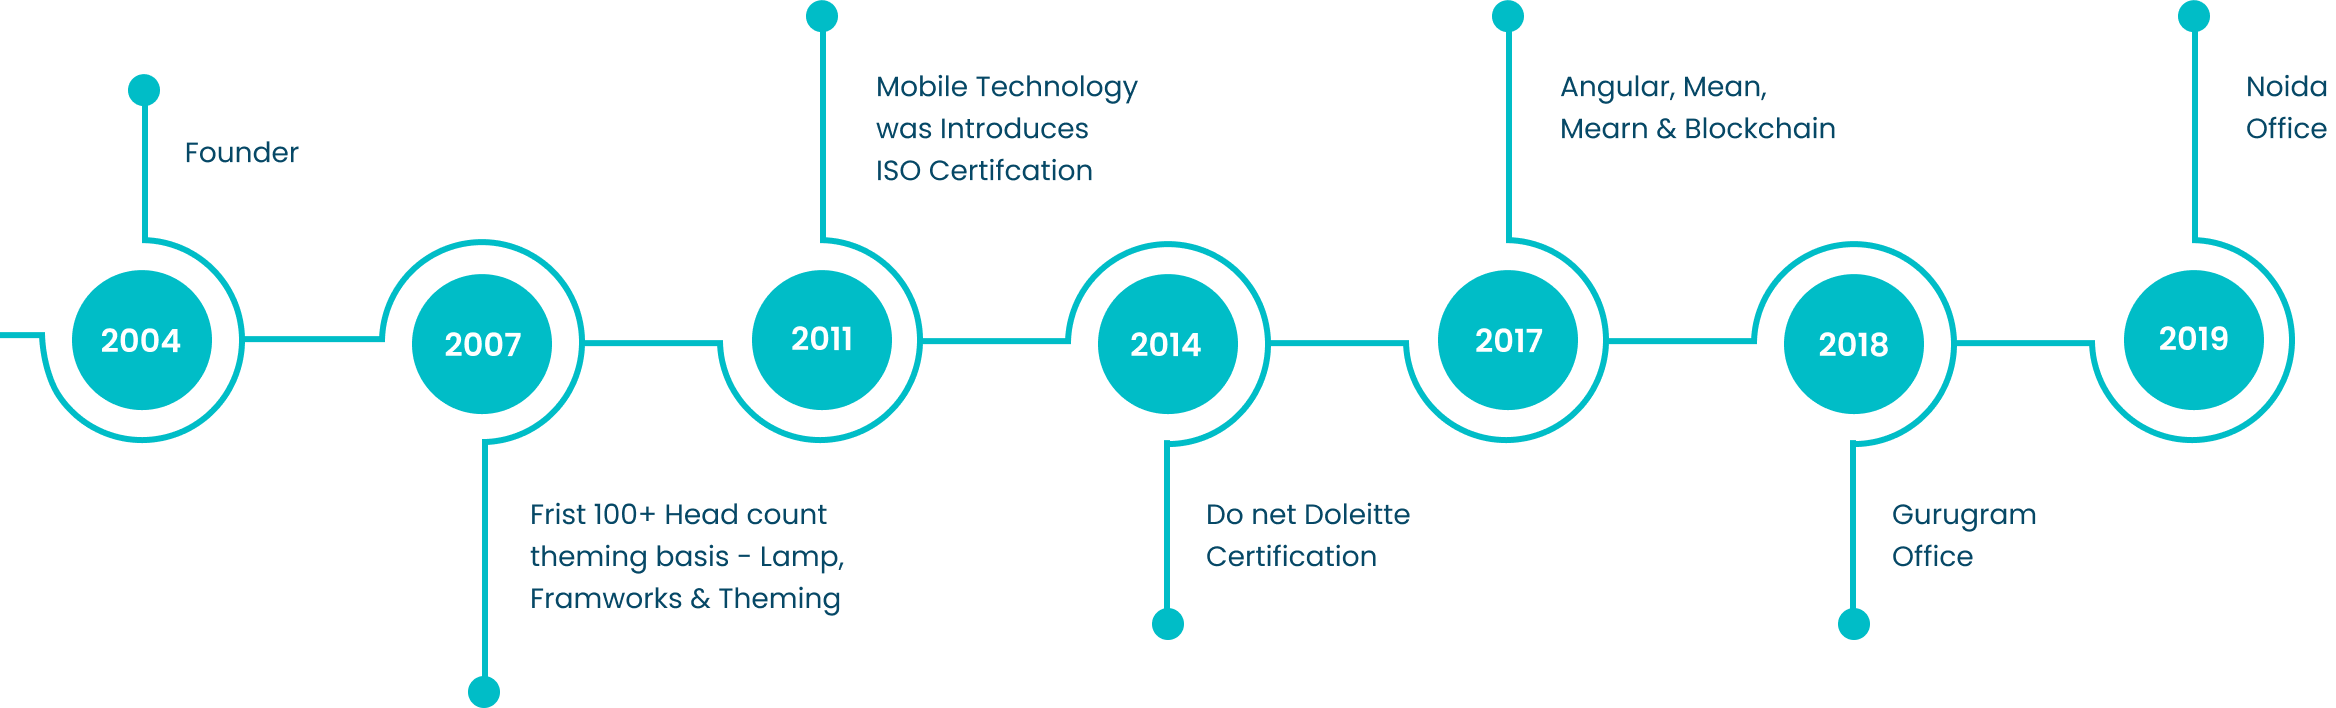 2004
Founder
2007
Frist 100+ Head count
theming basis - Lamp,
Framworks & Theming
2011
Mobile Technology
was Introduces
ISO Certifcation
2014
Do net Doleitte
Certification
2017
Angular, Mean,
Mearn & Blockchain
2018
Gurugram
Office
2019
Noida
Office